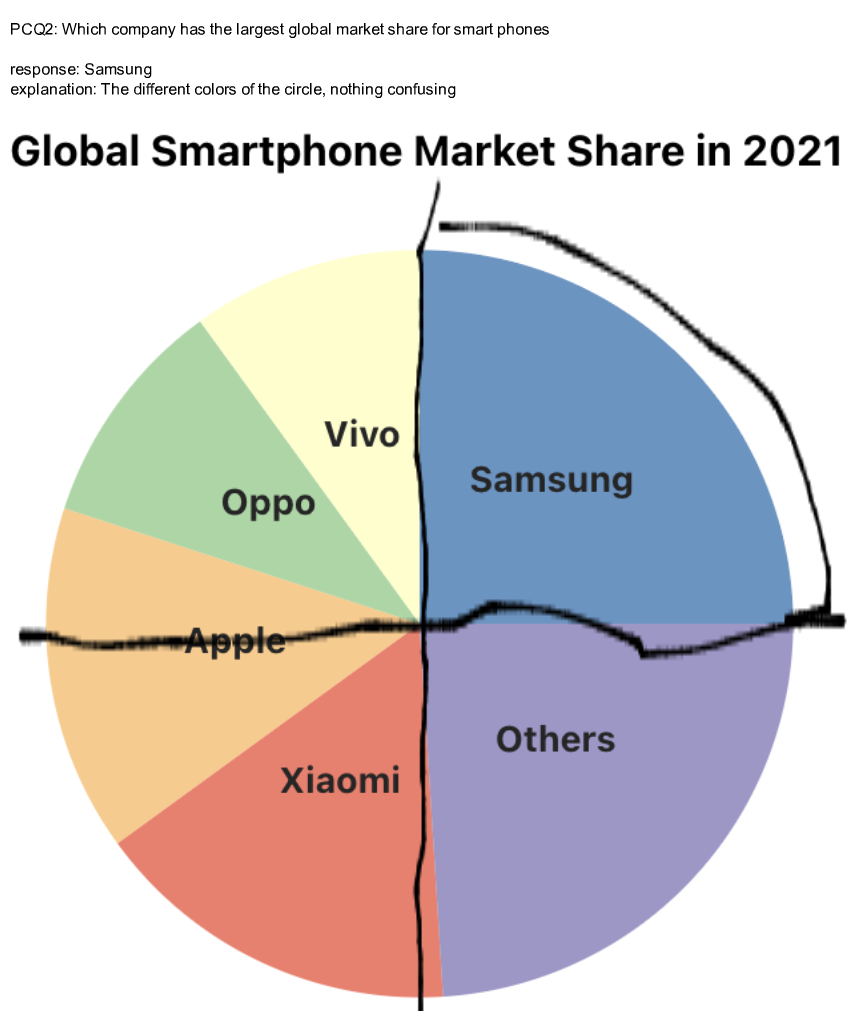 PCQ2: Which company has the largest global market share for smart phones
response: Samsung
explanation: The different colors of the circle, nothing confusing
Global Smartphone Market Share in 2021
Vivo
Samsung
Oppo
Apple
Others
Xiaomi